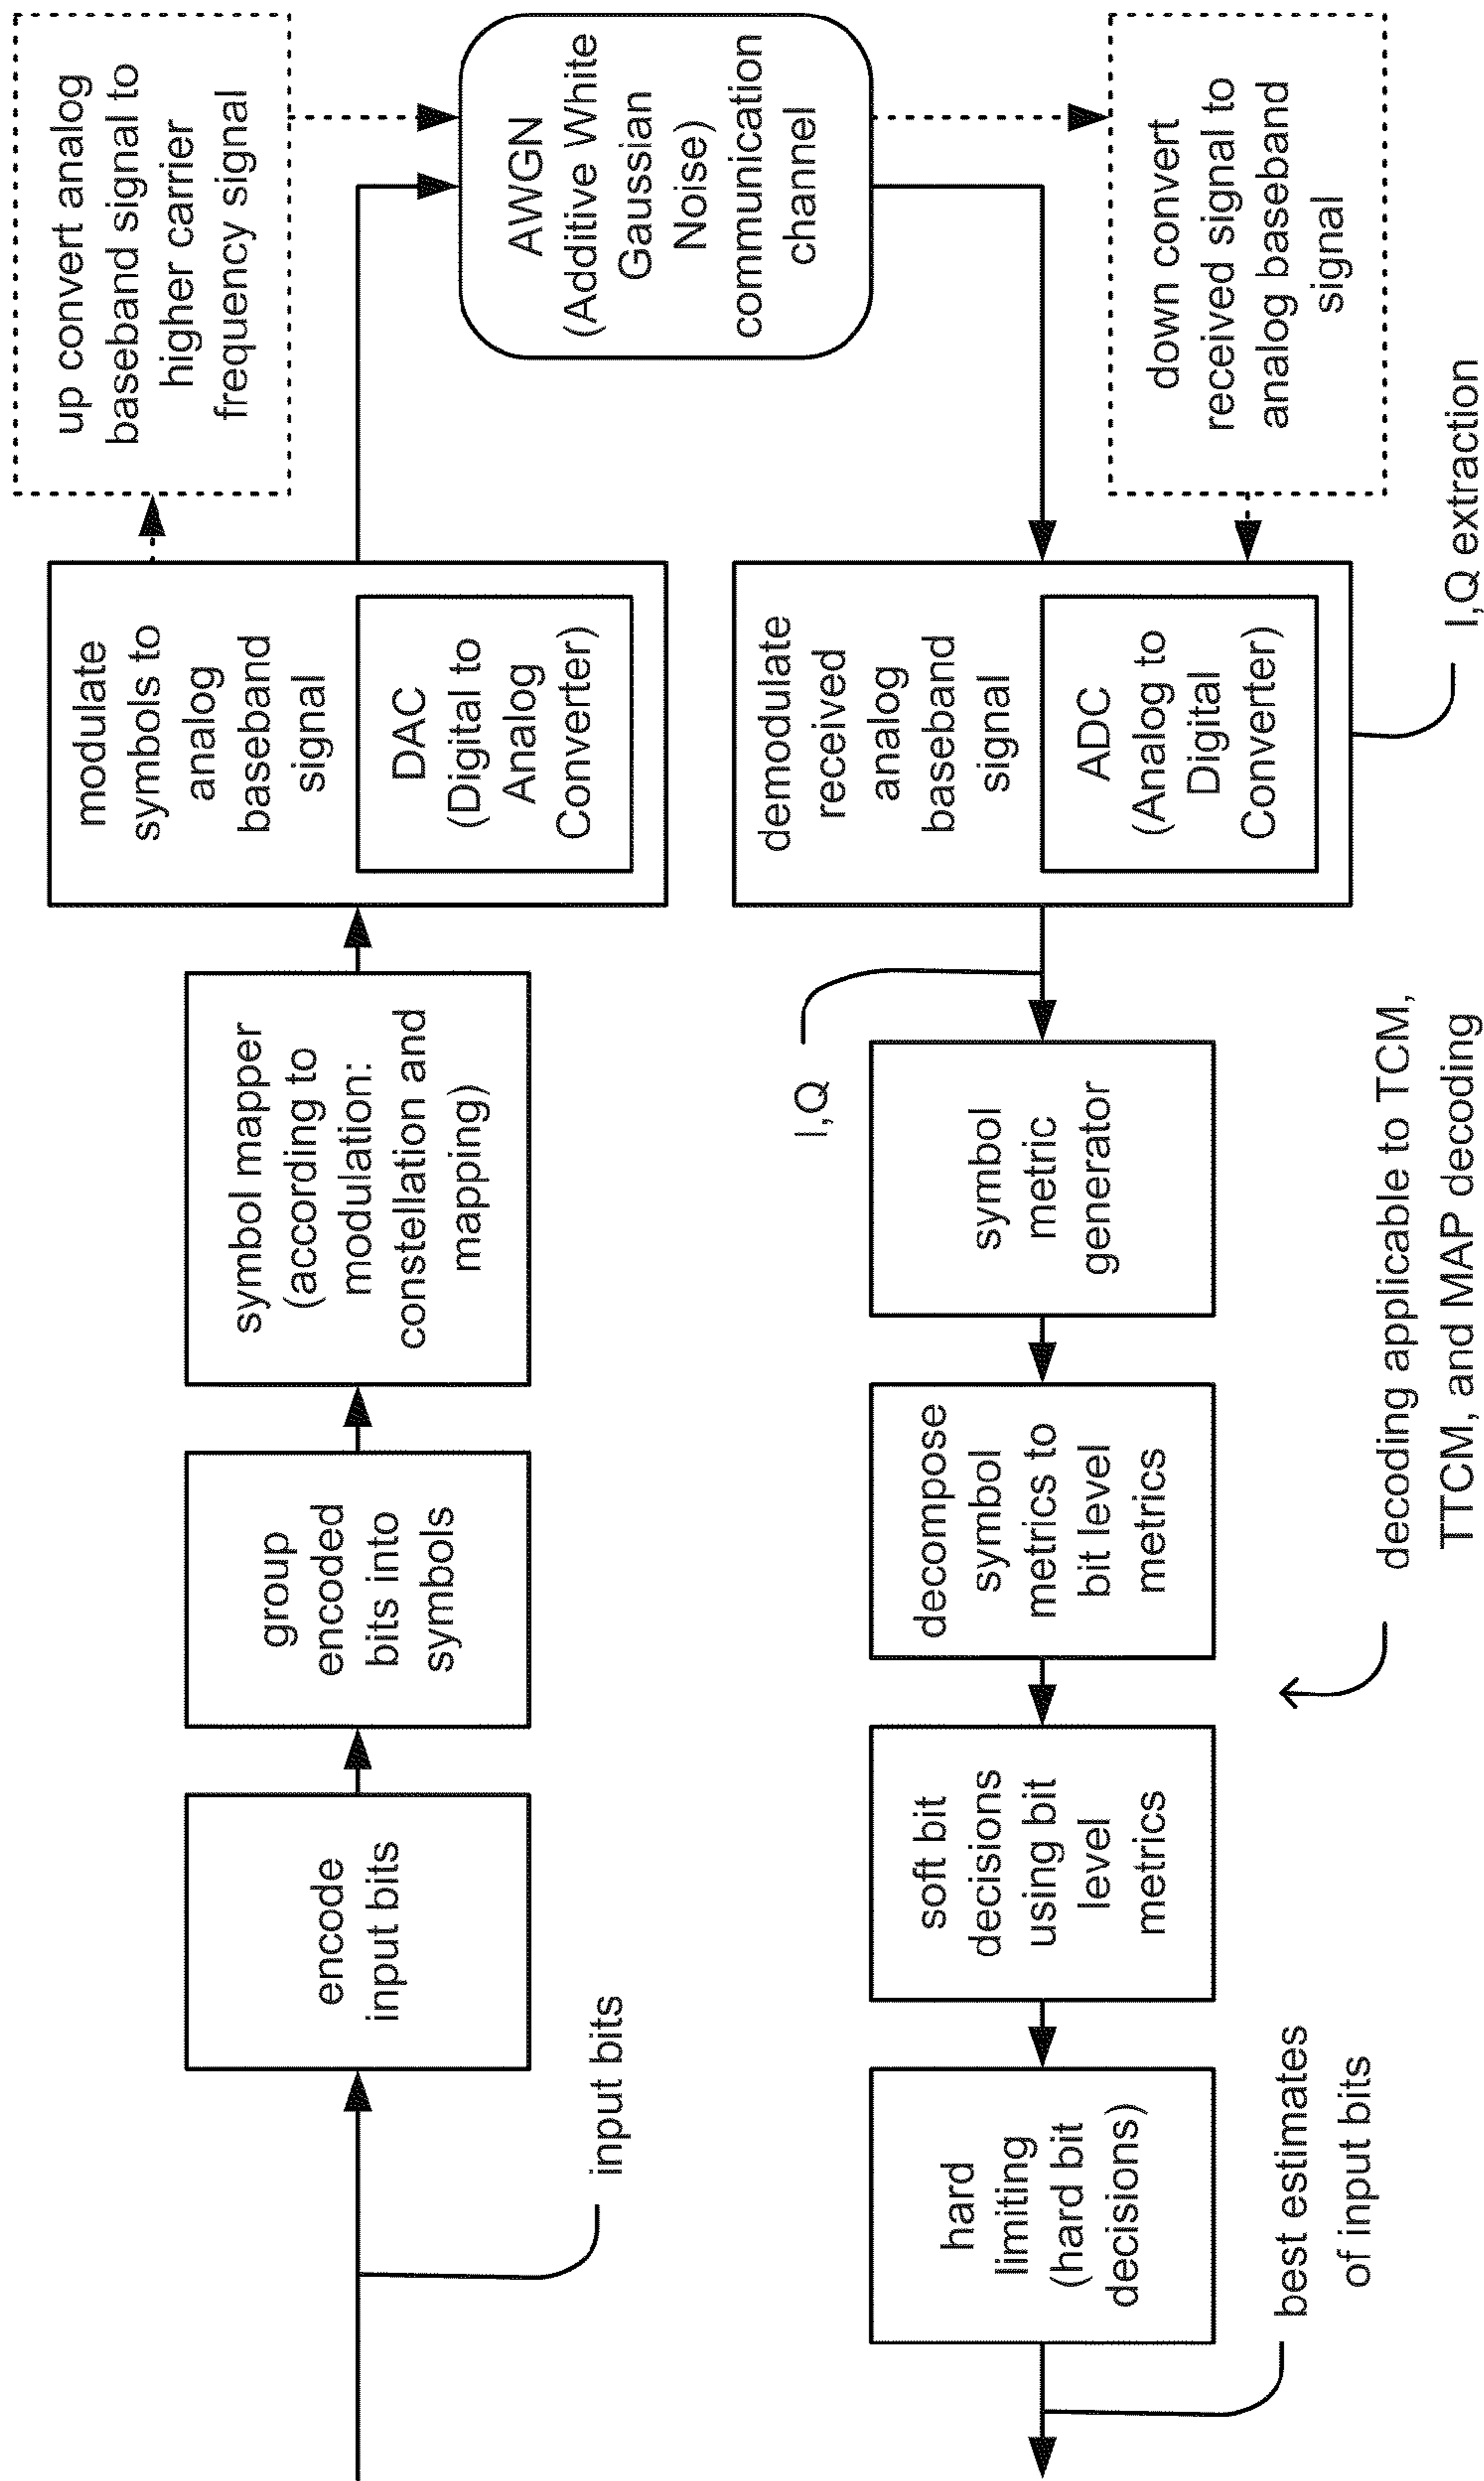 input bits
encode
input bits
group
encoded
bits into
symbols
symbol mapper
(according to
modulation:
constellation and
mapping)
modulate
symbols to
analog
baseband
signal
DAC
(Digital to
Analog
Converter)
up convert analog
baseband signal to
higher carrier
frequency signal
AWGN
(Additive White
Gaussian
Noise)
communication
channel
down convert
received signal to
analog baseband
signal
demodulate
received
analog
baseband
signal
ADC
(Analog to
Digital
Converter)
I,Q extraction
I,Q
symbol
metric
generator
decompose
symbol
metrics to
bit level
metrics
soft bit
decisions
using bit
level
metrics
hard
limiting
(hard bit
decisions)
best estimates
of input bits
decoding applicable to TCM,
TTCM, and MAP decoding